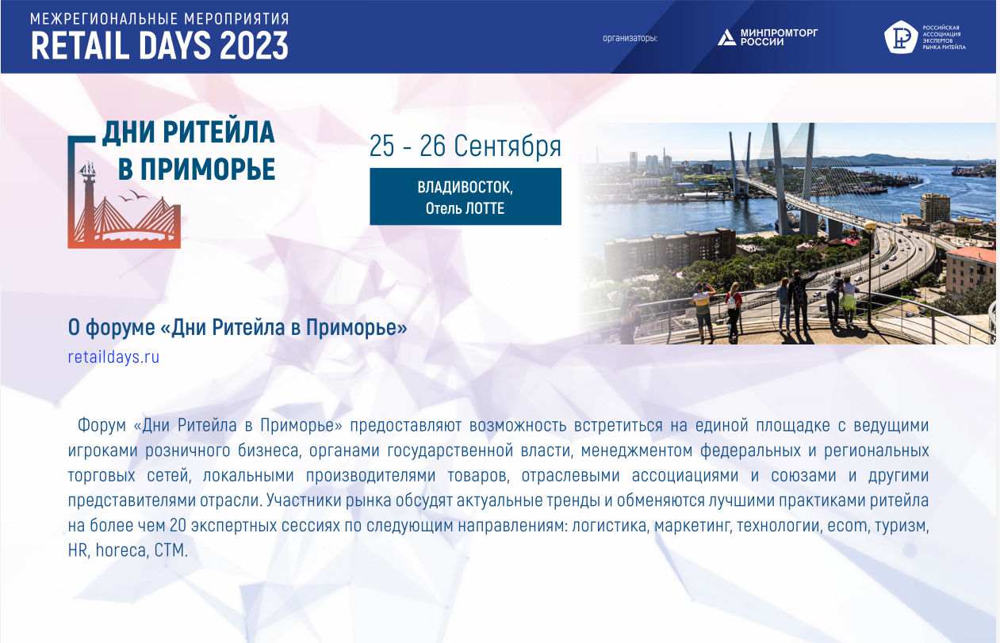 МЕЖРЕГИОНАЛЬНЫЕ МЕРОПРИЯТИЯ
RETAIL DAYS 2023
организаторы:
МИНПРОМТОРГ
РОССИИ
РОССИЙСКАЯ
АССОЦИАЦИЯ
ЭКСПЕРТОВ
РЫНКА РИТЕЙЛА
ДНИ РИТЕЙЛА
В ПРИМОРЬЕ
25 - 26 Сентября
ВЛАДИВОСТОК,
Отель ЛОТТЕ
О форуме «Дни Ритейла в Приморье»
retaildays.ru
Форум «Дни Ритейла в Приморье» предоставляют возможность встретиться на единой площадке с ведущими
игроками розничного бизнеса, органами государственной власти, менеджментом федеральных и региональных
торговых сетей, локальными производителями товаров, отраслевыми ассоциациями и союзами и другими
представителями отрасли. Участники рынка обсудят актуальные тренды и обменяются лучшими практиками ритейла
на более чем 20 экспертных сессиях по следующим направлениям: логистика, маркетинг, технологии, ecom, туризм,
HR, horeca, СТМ.